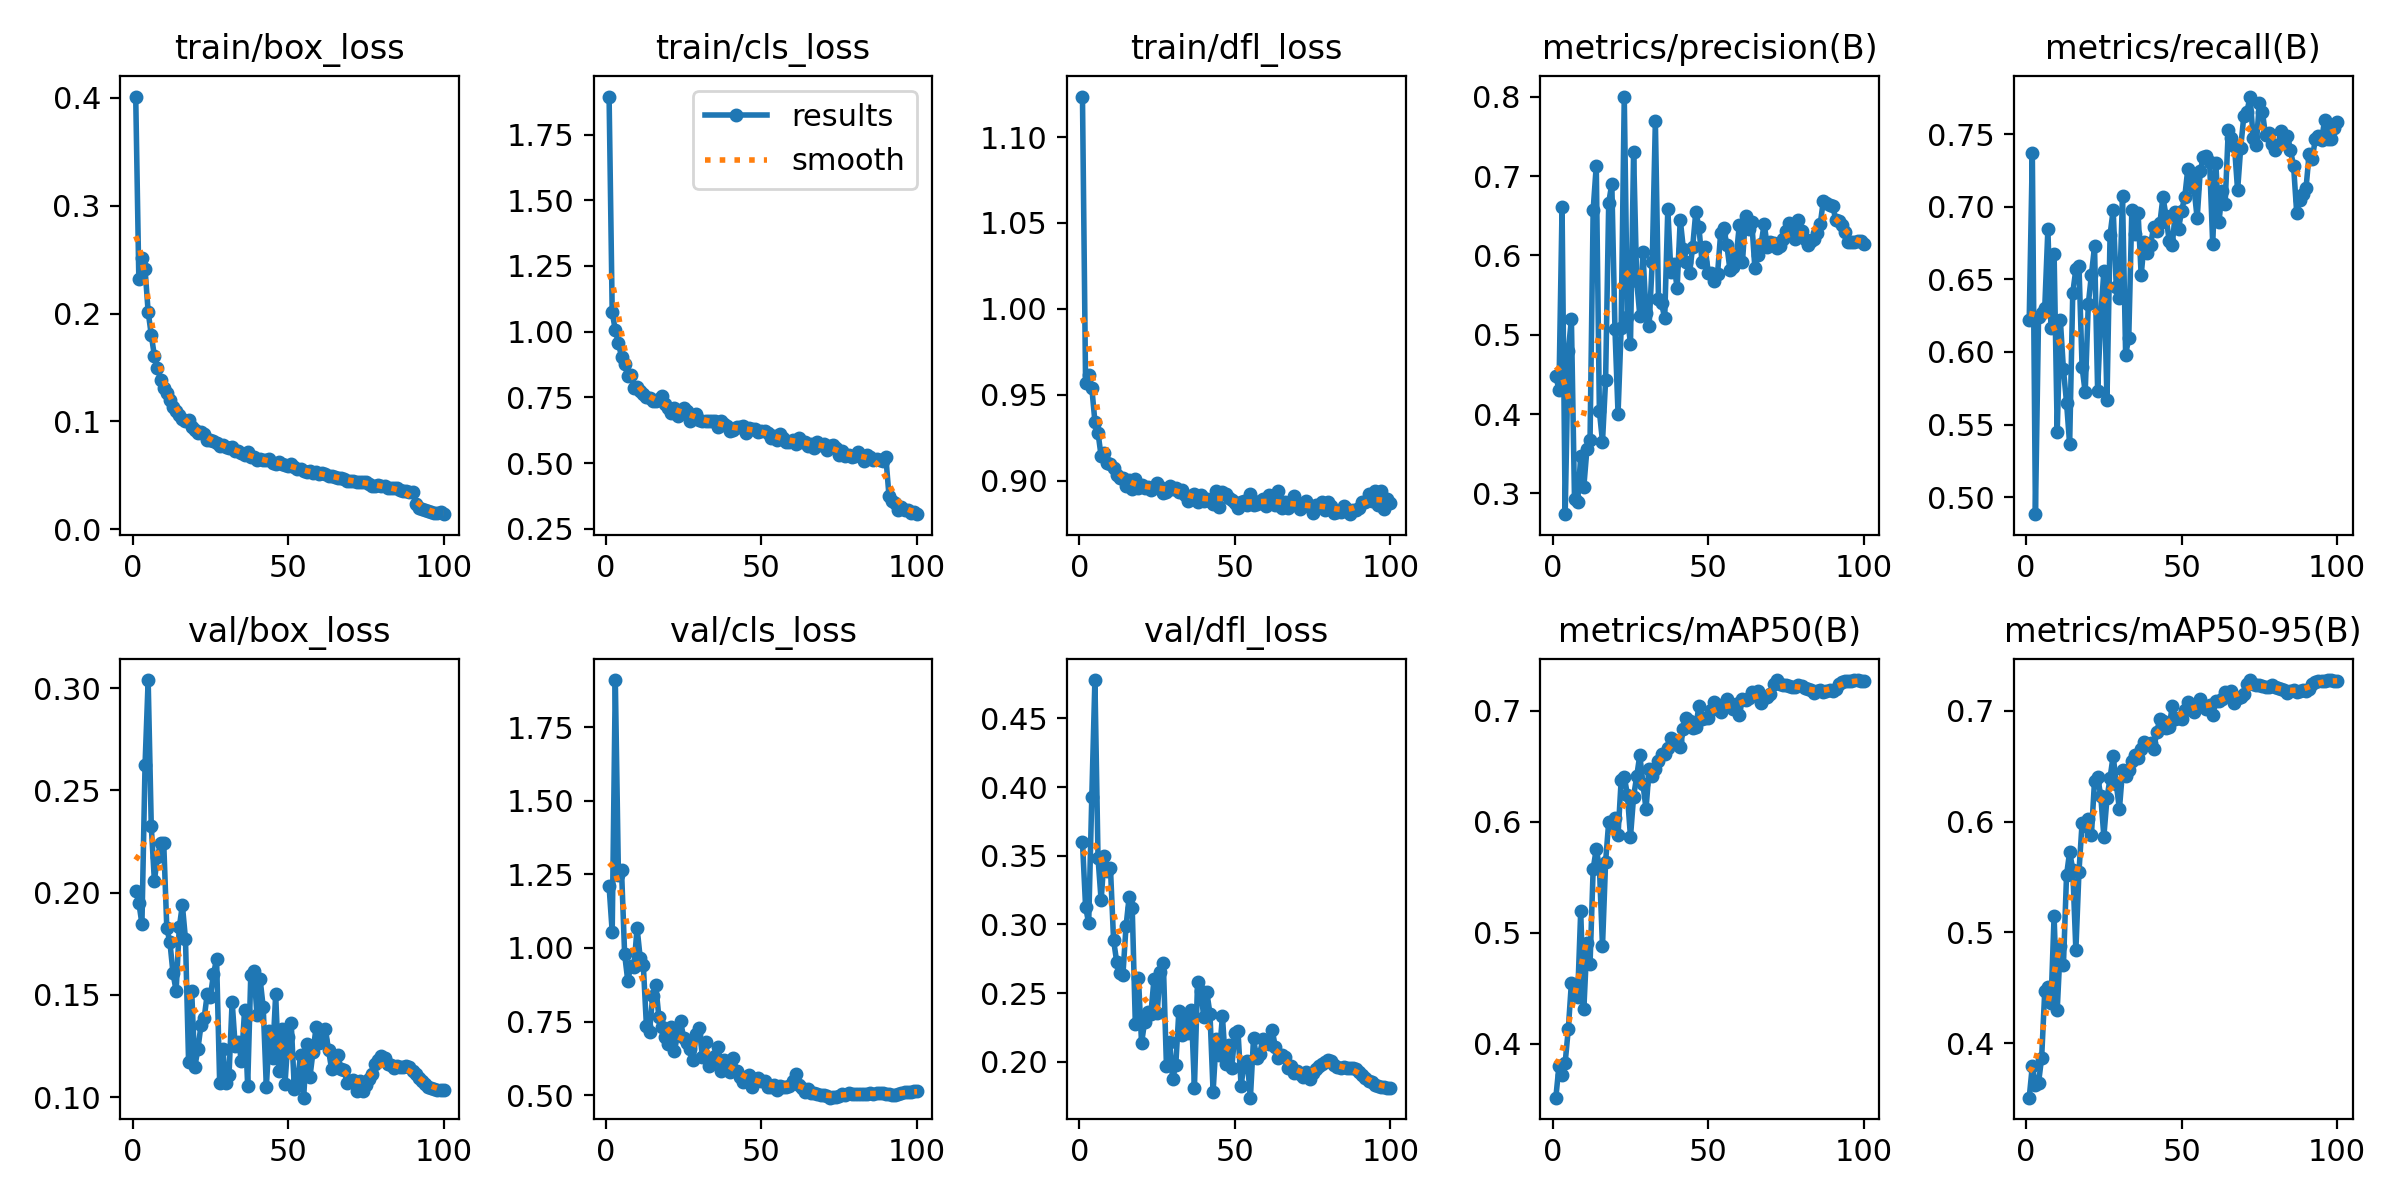 train/box_loss
train/cls_loss
train/dfl_loss
metrics/precision(B)
metrics/recall(B)
0.4
0.3
0.2
0.1
0.0
0 50 100
results
smooth
1.75
1.50
1.25
1.00
0.75
0.50
0.25
0 50 100
1.10
1.05
1.00
0.95
0.90
0 50 100
0.8
0.7
0.6
0.5
0.4
0.3
0 50 100
0.75
0.70
0.65
0.60
0.55
0.50
0 50 100
val/box_loss
val/cls_loss
val/dfl_loss
metrics/mAP50(B)
metrics/mAP50-95(B)
0.30
0.25
0.20
0.15
0.10
0 50 100
1.75
1.50
1.25
1.00
0.75
0.50
0 50 100
0.45
0.40
0.35
0.30
0.25
0.20
0 50 100
0.7
0.6
0.5
0.4
0 50 100
0.7
0.6
0.5
0.4
0 50 100